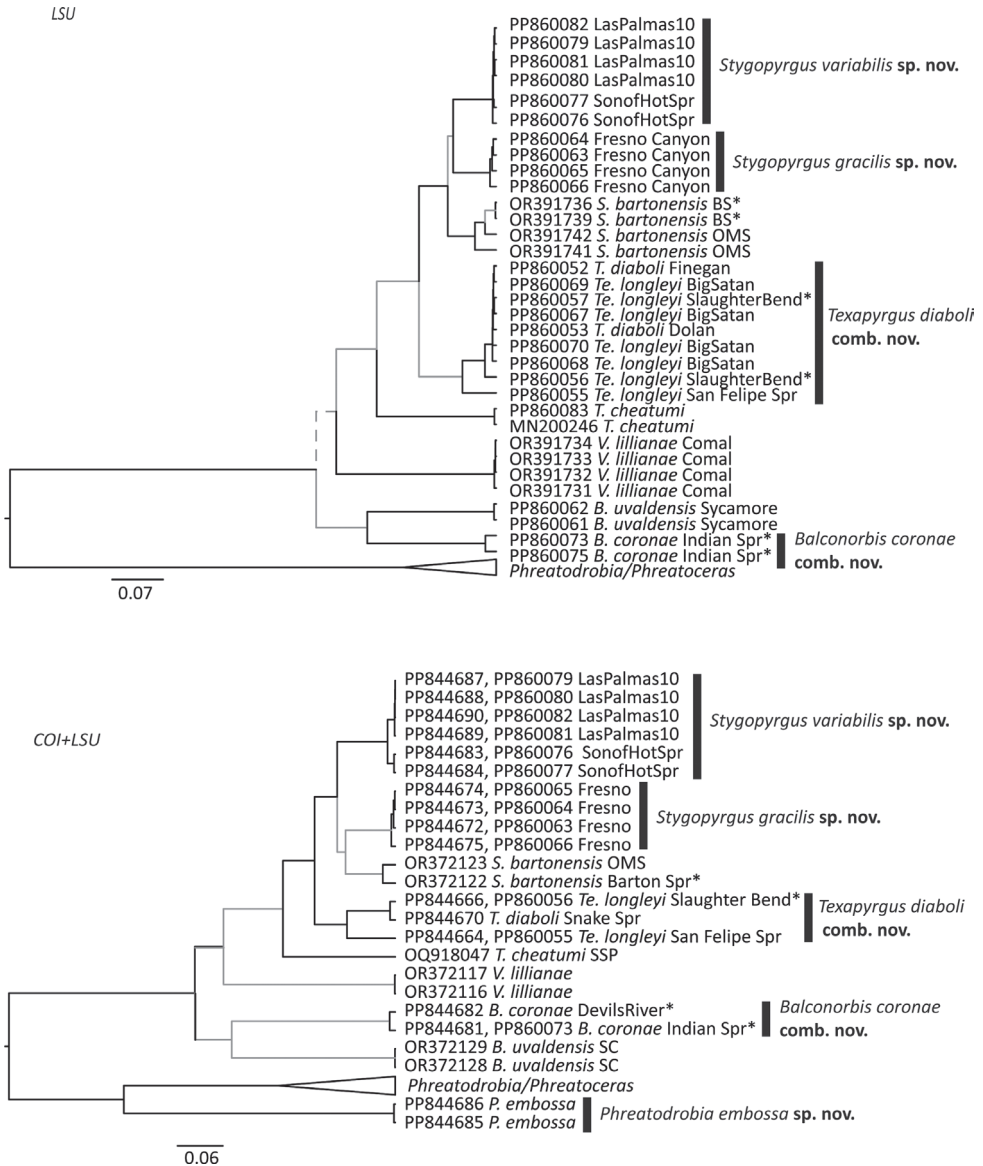 LSU
PP860082 LasPalmas10
PP860079 LasPalmas10
PP860081 LasPalmas10
PP860080 LasPalmas10
PP860077 SonofHotSpr
PP860076 SonofHotSpr
Stygopyrgus variabilis sp. nov.
PP860064 Fresno Canyon
PP860063 Fresno Canyon
PP860065 Fresno Canyon
PP860066 Fresno Canyon
Stygopyrgus gracilis sp. nov.
OR391736 S. bartonensis BS*
OR391739 S. bartonensis BS*
OR391742 S. bartonensis OMS
OR391741 S. bartonensis OMS
PP860052 T. diaboli Finegan
PP860069 Te. longleyi BigSatan
PP860057 Te. longleyi SlaughterBend*
PP860067 Te. longleyi BigSatan
PP860053 T. diaboli Dolan
PP860070 Te. longleyi BigSatan
PP860068 Te. longleyi BigSatan
PP860056 Te. longleyi SlaughterBend*
PP860055 Te. longleyi San Felipe Spr
Texapyrgus diaboli
comb. nov.
PP860083 T. cheatumi
MN200246 T. cheatumi
OR391734 V. lillianae Comal
OR391733 V. lillianae Comal
OR391732 V. lillianae Comal
OR391731 V. lillianae Comal
PP860062 B. uvaldensis Sycamore
PP860061 B. uvaldensis Sycamore
PP860073 B. coronae Indian Spr*
PP860075 B. coronae Indian Spr*
Balconorbis coronae
comb. nov.
Phreatodrobia/Phreatoceras
0.07
COI+LSU
PP844687, PP860079 LasPalmas10
PP844688, PP860080 LasPalmas10
PP844690, PP860082 LasPalmas10
PP844689, PP860081 LasPalmas10
PP844683, PP860076 SonofHotSpr
PP844684, PP860077 SonofHotSpr
Stygopyrgus variabilis sp. nov.
PP844674, PP860065 Fresno
PP844673, PP860064 Fresno
PP844672, PP860063 Fresno
PP844675, PP860066 Fresno
Stygopyrgus gracilis sp. nov.
OR372123 S. bartonensis OMS
OR372122 S. bartonensis Barton Spr*
PP844666, PP860056 Te. longleyi Slaughter Bend*
PP844670 T. diaboli Snake Spr
PP844664, PP860055 Te. longleyi San Felipe Spr
Texapyrgus diaboli
comb. nov.
OQ918047 T. cheatumi SSP
OR372117 V. lillianae
OR372116 V. lillianae
PP844682 B. coronae DevilsRiver*
PP844681, PP860073 B. coronae Indian Spr*
Balconorbis coronae
comb. nov.
OR372129 B. uvaldensis SC
OR372128 B. uvaldensis SC
Phreatodrobia/Phreatoceras
PP844686 P. embossa
PP844685 P. embossa
Phreatodrobia embossa sp. nov.
0.06